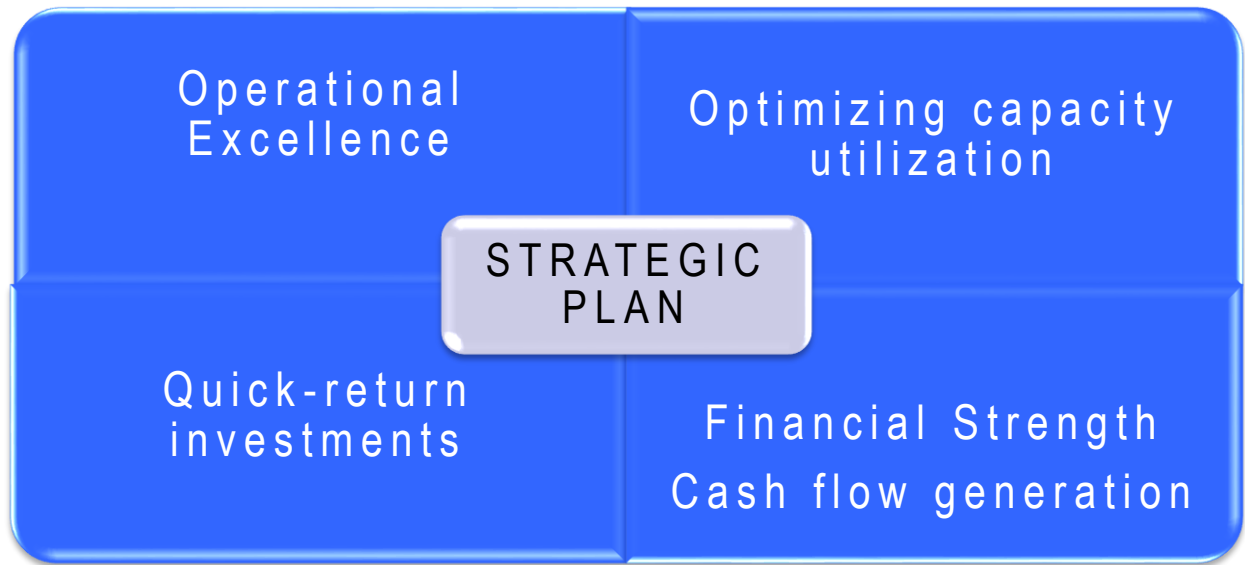 Operational
Excellence
Optimizing capacity
utilization
STRATEGIC
PLAN
Quick-return
investments
Financial Strength
Cash flow generation